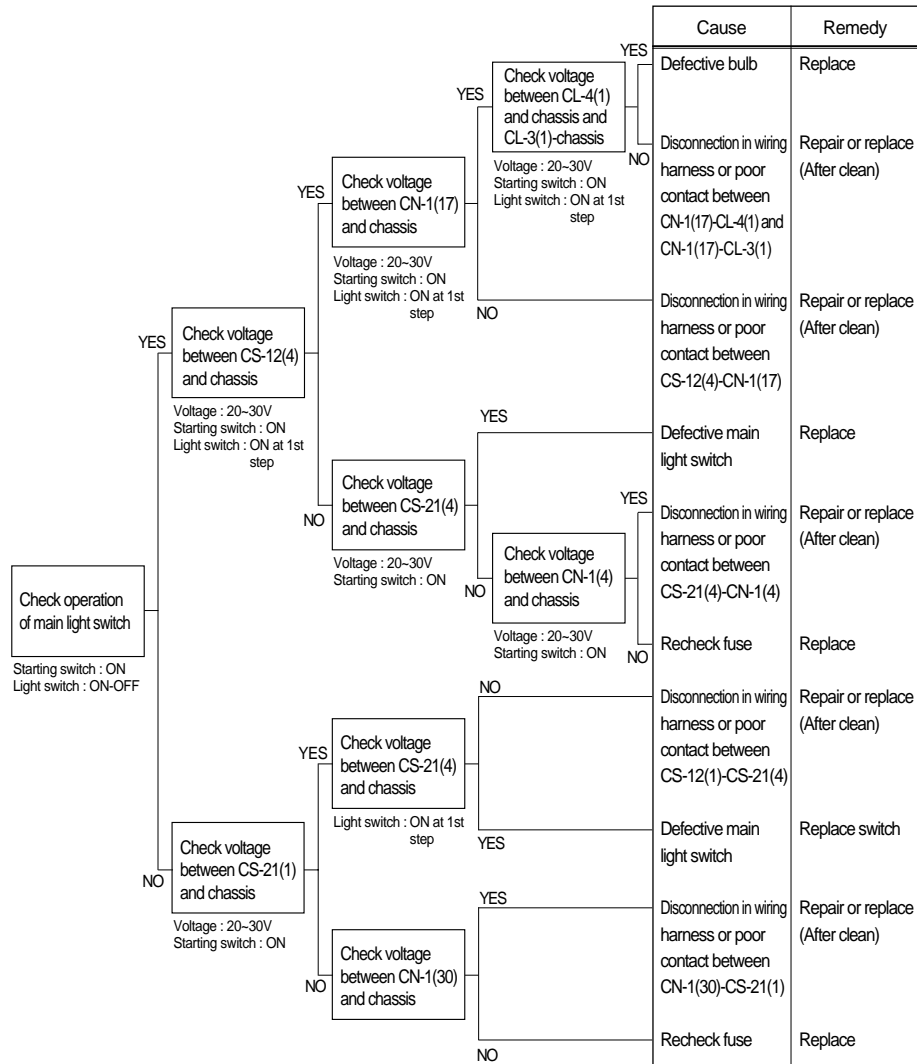 Cause
Remedy
YES
Defective bulb
Replace
Check voltage
between CL-4(1)
and chassis and
CL-3(1)-chassis
YES
NO
Disconnection in wiring
harness or poor
contact between
CN-1(17)-CL-4(1) and
CN-1(17)-CL-3(1)
Repair or replace
(After clean)
Voltage : 20~30V
Starting switch : ON
Light switch : ON at 1st
step
YES
Check voltage
between CN-1(17)
and chassis
Voltage : 20~30V
Starting switch : ON
Light switch : ON at 1st
step
NO
Disconnection in wiring
harness or poor
contact between
CS-12(4)-CN-1(17)
Repair or replace
(After clean)
YES
Check voltage
between CS-12(4)
and chassis
Voltage : 20~30V
Starting switch : ON
Light switch : ON at 1st
step
YES
Defective main
light switch
Replace
NO
Check voltage
between CS-21(4)
and chassis
Voltage : 20~30V
Starting switch : ON
YES
Disconnection in wiring
harness or poor
contact between
CS-21(4)-CN-1(4)
Repair or replace
(After clean)
NO
Check voltage
between CN-1(4)
and chassis
Voltage : 20~30V
Starting switch : ON
NO
Recheck fuse
Replace
Check operation
of main light switch
Starting switch : ON
Light switch : ON-OFF
NO
Disconnection in wiring
harness or poor
contact between
CS-12(1)-CS-21(4)
Repair or replace
(After clean)
YES
Check voltage
between CS-21(4)
and chassis
Light switch : ON at 1st
step
YES
Defective main
light switch
Replace switch
NO
Check voltage
between CS-21(1)
and chassis
Voltage : 20~30V
Starting switch : ON
YES
Disconnection in wiring
harness or poor
contact between
CN-1(30)-CS-21(1)
Repair or replace
(After clean)
NO
Check voltage
between CN-1(30)
and chassis
NO
Recheck fuse
Replace